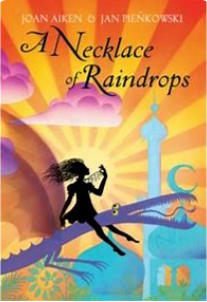 JOAN AIKEN & JAN PIEŃKOWSKI
A NECKLACE
of RAINDROPS